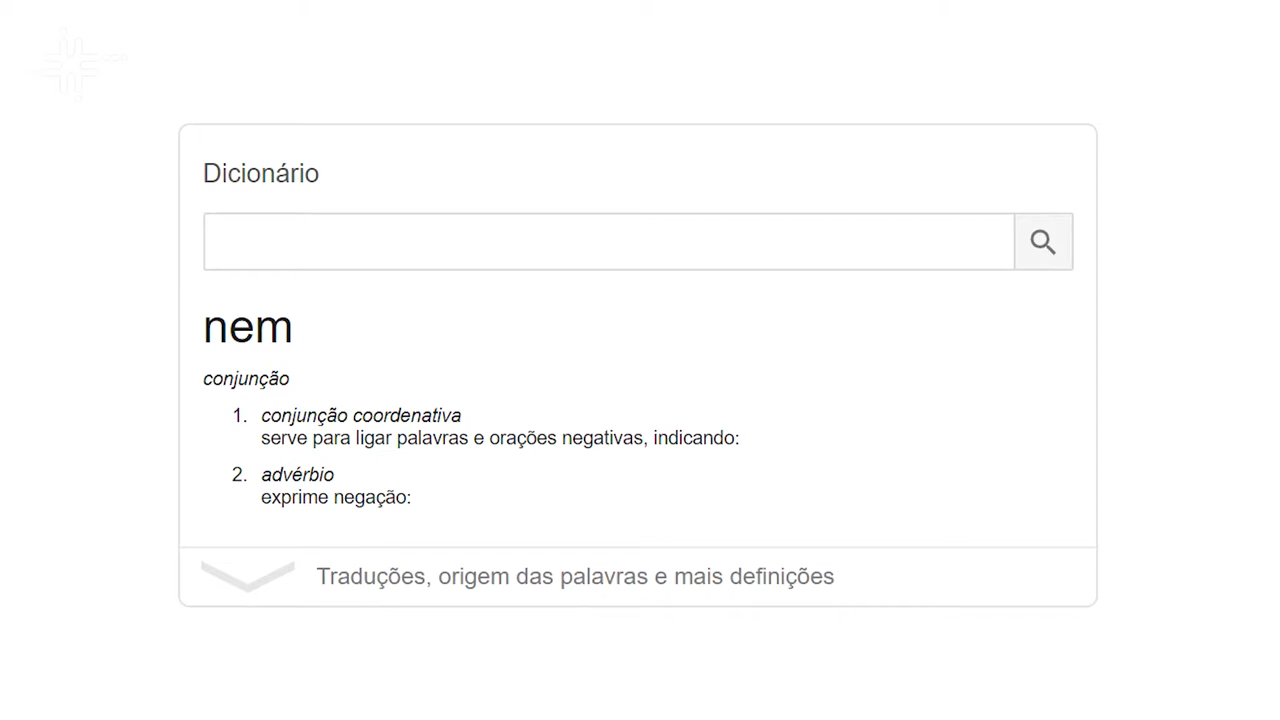 Dicionário
nem
conjunção
1. conjunção coordenativa
serve para ligar palavras e orações negativas, indicando:
2. advérbio
exprime negação:
Traduções, origem das palavras e mais definições